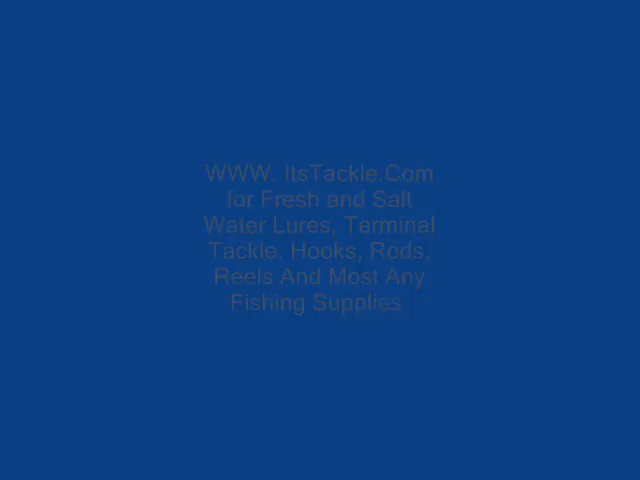 WWW. ItsTackle.Com
for Fresh and Salt
Water Lures, Terminal
Tackle, Hooks, Rods,
Reels And Most Any
Fishing Supplies